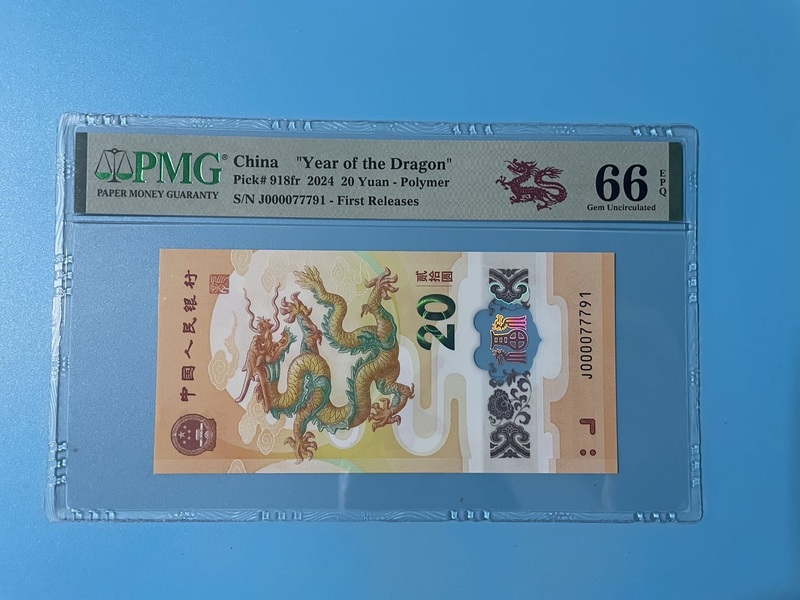 PMG®
PAPER MONEY GUARANTY
China "Year of the Dragon"
Pick# 918fr 2024 20 Yuan - Polymer
S/N J000077791 - First Releases
66
EPQ
Gem Uncirculated
中国人民银行
贰拾圆
20
J000077791